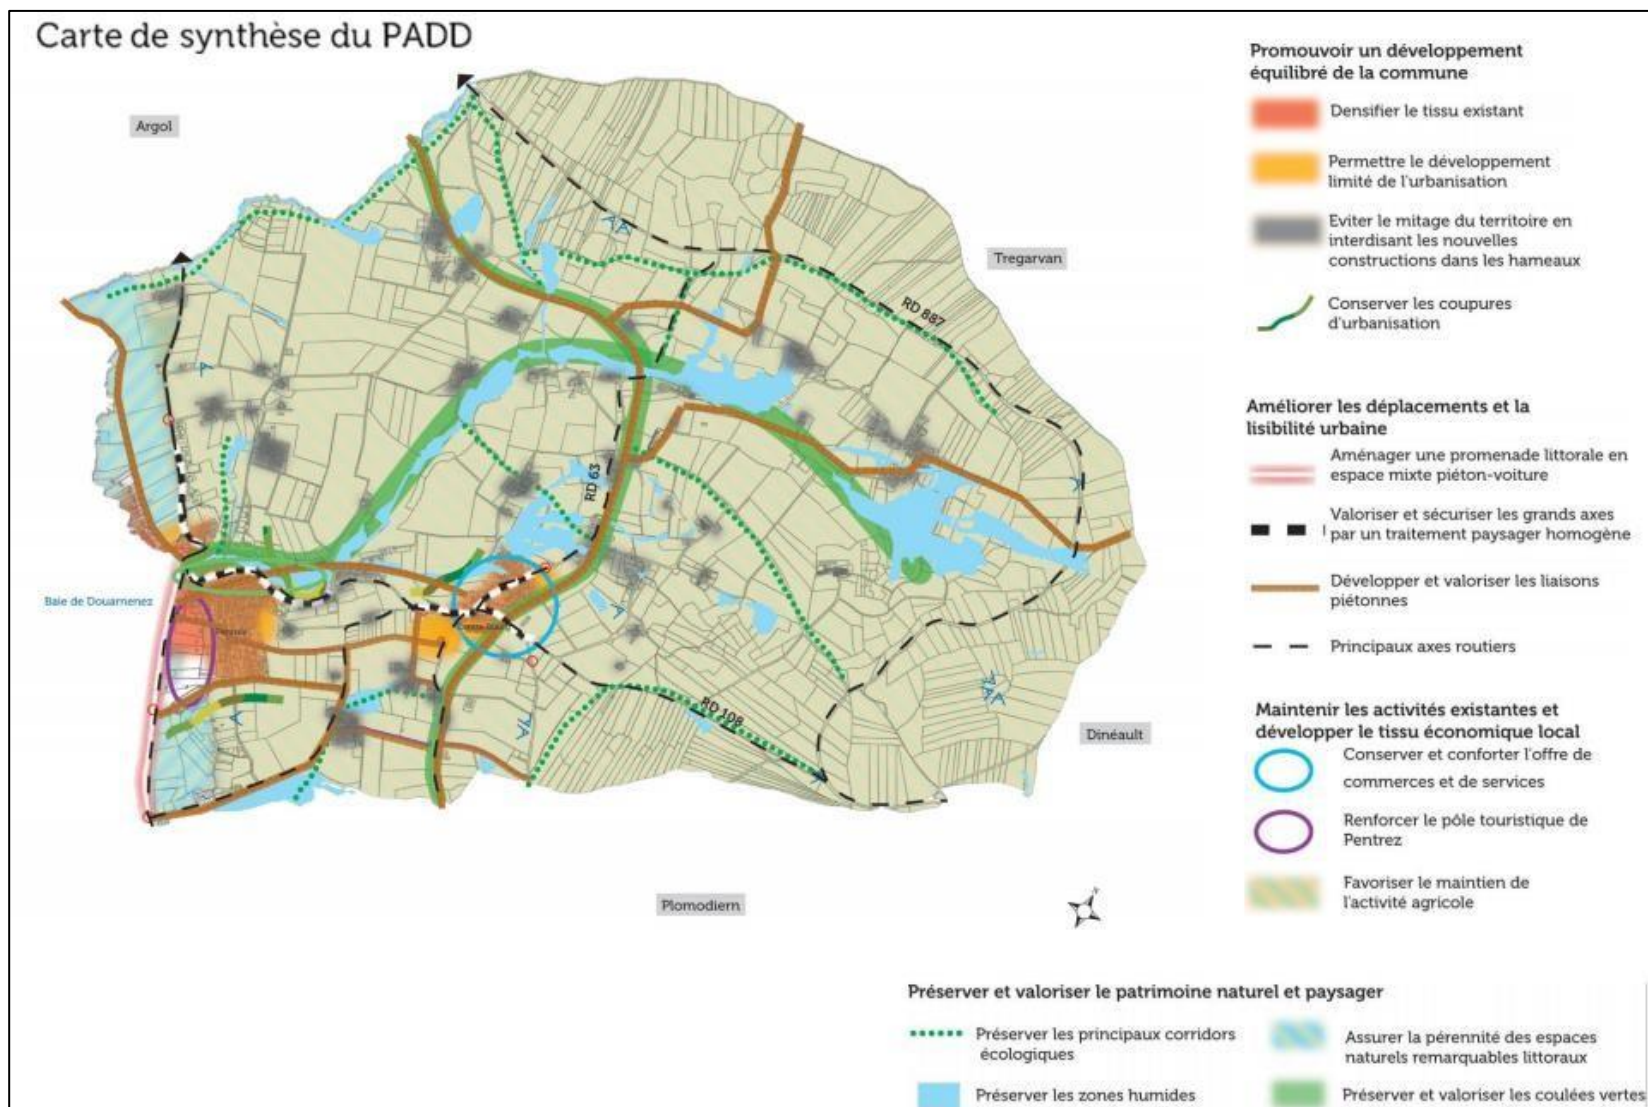 Carte de synthèse du PADD
Argol
Tregarvan
RD 887
RD 63
Baie de Douarnenez
RD 108
Dinéault
Plomodiern
Promouvoir un développement
équilibré de la commune
Densifier le tissu existant
Permettre le développement
limité de l'urbanisation
Eviter le mitage du territoire en
interdisant les nouvelles
constructions dans les hameaux
Conserver les coupures
d'urbanisation
Améliorer les déplacements et la
lisibilité urbaine
Aménager une promenade littorale en
espace mixte piéton-voiture
Valoriser et sécuriser les grands axes
par un traitement paysager homogène
Développer et valoriser les liaisons
piétonnes
Principaux axes routiers
Maintenir les activités existantes et
développer le tissu économique local
Conserver et conforter l'offre de
commerces et de services
Renforcer le pôle touristique de
Pentrez
Favoriser le maintien de
l'activité agricole
Préserver et valoriser le patrimoine naturel et paysager
Préserver les principaux corridors
écologiques
Préserver les zones humides
Assurer la pérennité des espaces
naturels remarquables littoraux
Préserver et valoriser les coulées vertes